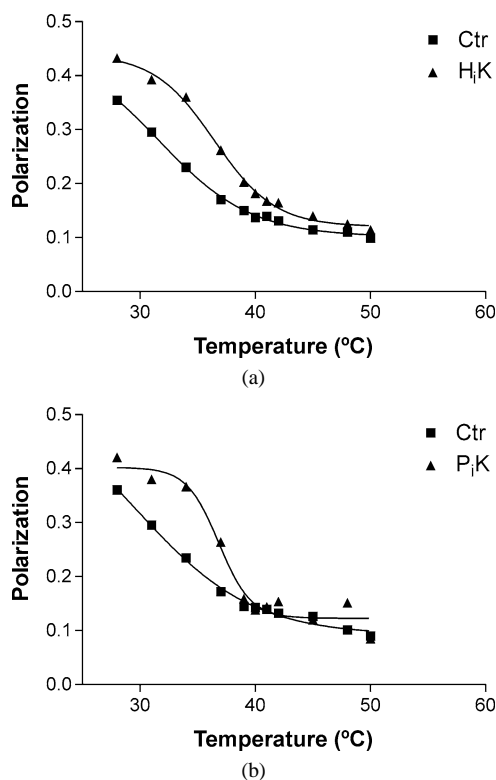 0.5
0.4
0.3
0.2
0.1
0.0
Polarization
Ctr
HiK
30 40 50 60
Temperature (ºC)
(a)
0.5
0.4
0.3
0.2
0.1
0.0
Polarization
Ctr
PiK
30 40 50 60
Temperature (ºC)
(b)